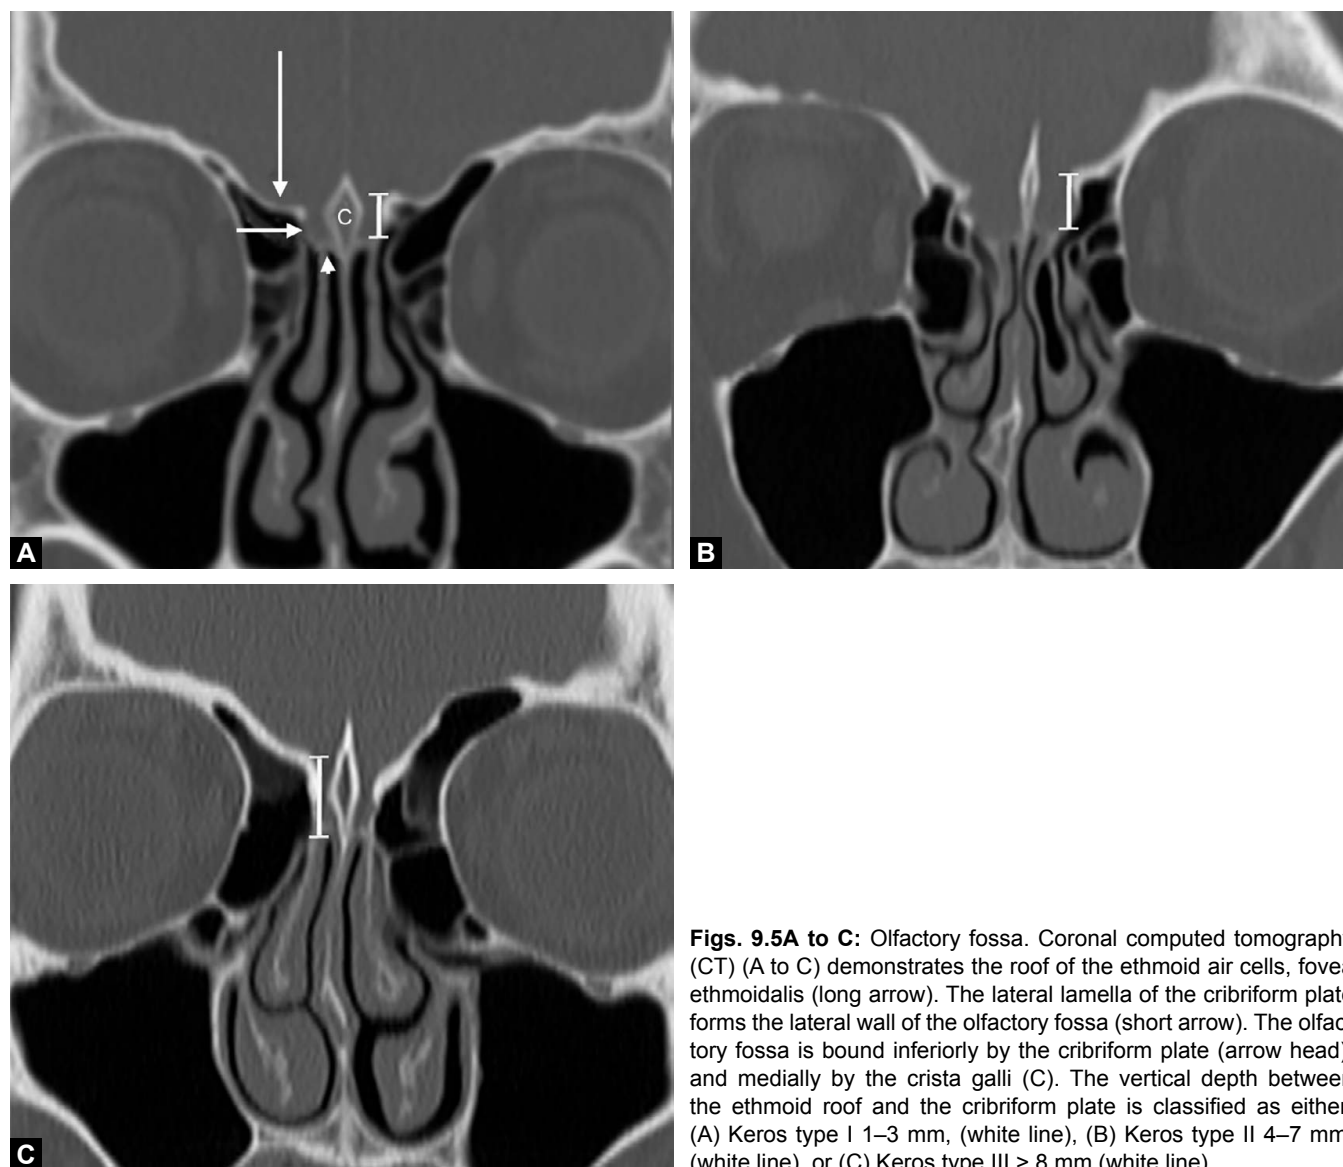 C
A
B
C
Figs. 9.5A to C: Olfactory fossa. Coronal computed tomograph
(CT) (A to C) demonstrates the roof of the ethmoid air cells, fovea
ethmoidalis (long arrow). The lateral lamella of the cribriform plate
forms the lateral wall of the olfactory fossa (short arrow). The olfac
tory fossa is bound inferiorly by the cribriform plate (arrow head)
and medially by the crista galli (C). The vertical depth between
the ethmoid roof and the cribriform plate is classified as either
(A) Keros type I 1–3 mm, (white line), (B) Keros type II 4–7 mm
(white line), or (C) Keros type III > 8 mm (white line)